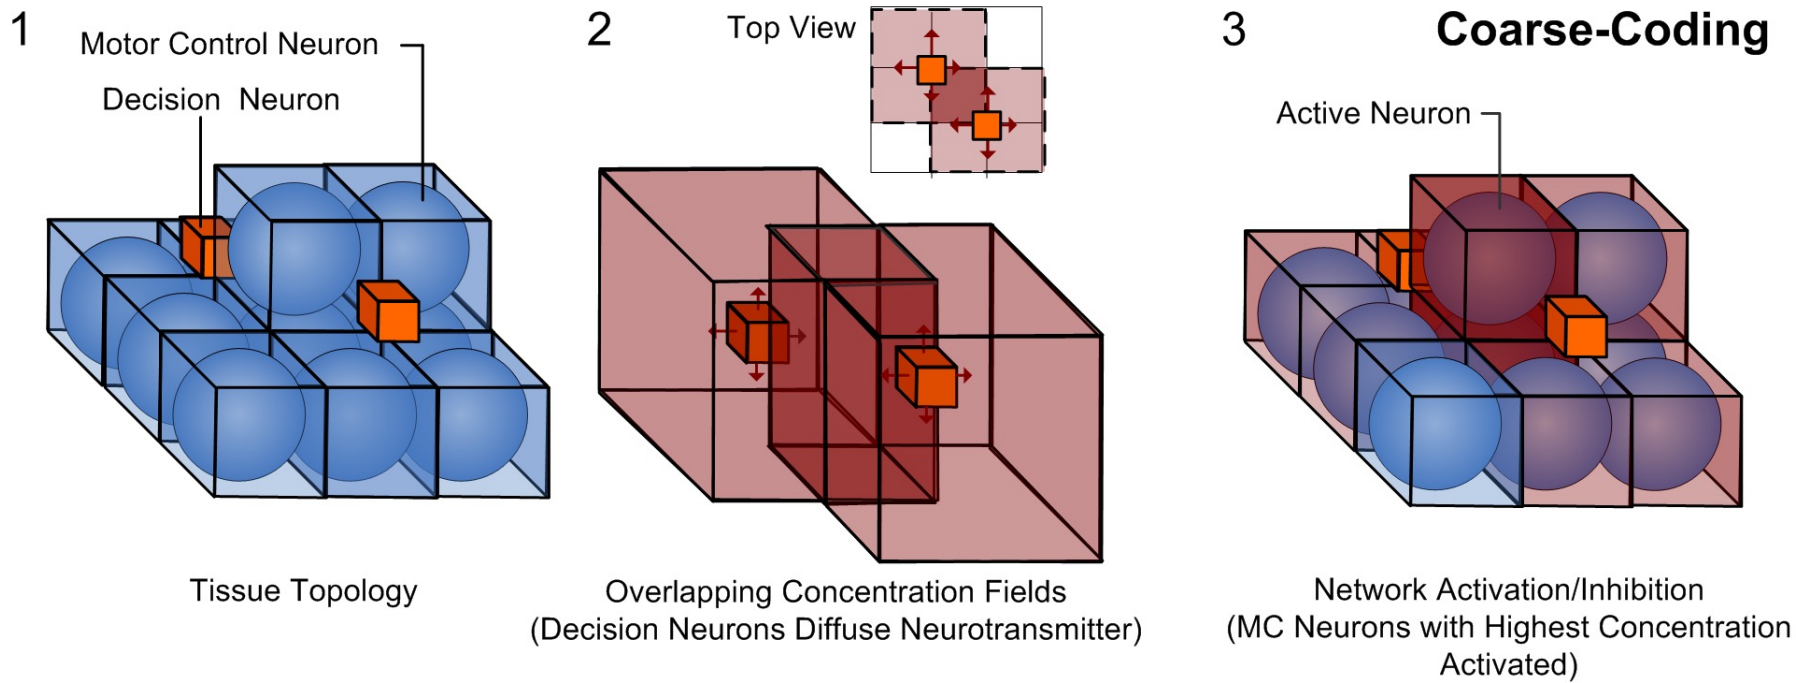 1
Motor Control Neuron
Decision Neuron
Tissue Topology
2
Top View
Overlapping Concentration Fields
(Decision Neurons Diffuse Neurotransmitter)
3
Coarse-Coding
Active Neuron
Network Activation/Inhibition
(MC Neurons with Highest Concentration
Activated)